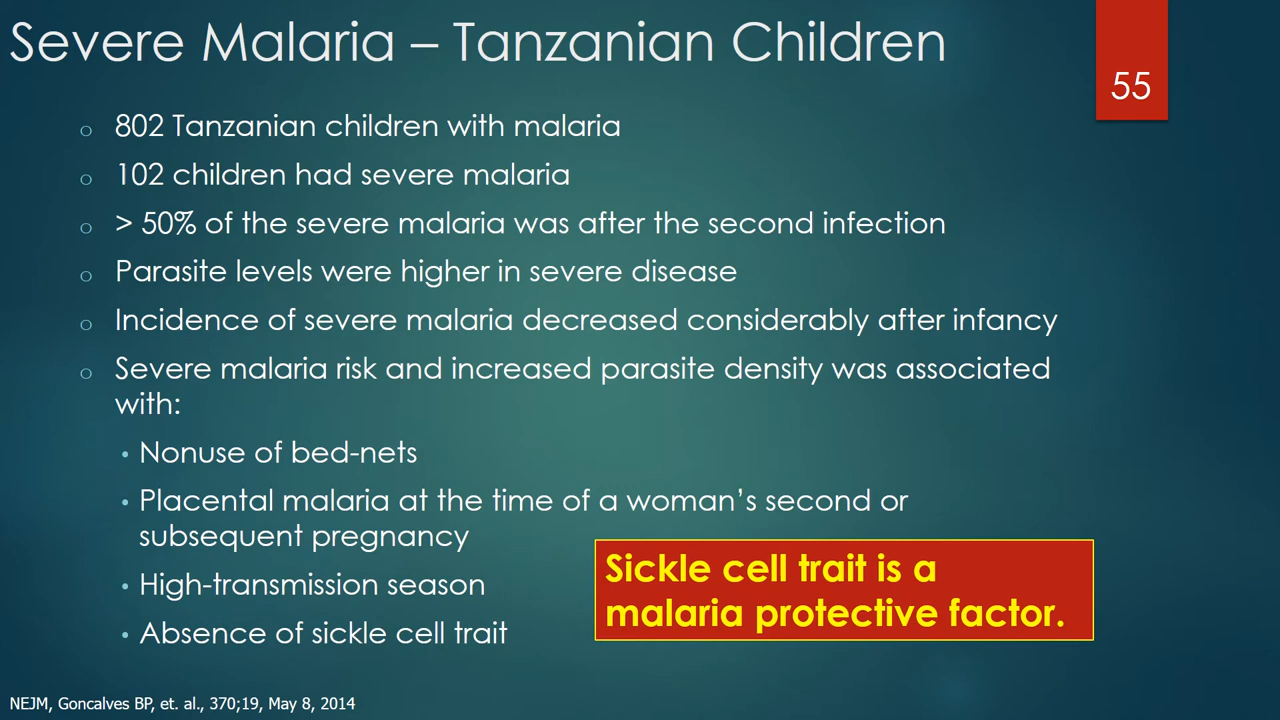 Severe Malaria – Tanzanian Children
55
o 802 Tanzanian children with malaria
o 102 children had severe malaria
o > 50% of the severe malaria was after the second infection
o Parasite levels were higher in severe disease
o Incidence of severe malaria decreased considerably after infancy
o Severe malaria risk and increased parasite density was associated
with:
• Nonuse of bed-nets
• Placental malaria at the time of a woman’s second or
subsequent pregnancy
• High-transmission season
• Absence of sickle cell trait
Sickle cell trait is a
malaria protective factor.
NEJM, Goncalves BP, et. al., 370;19, May 8, 2014